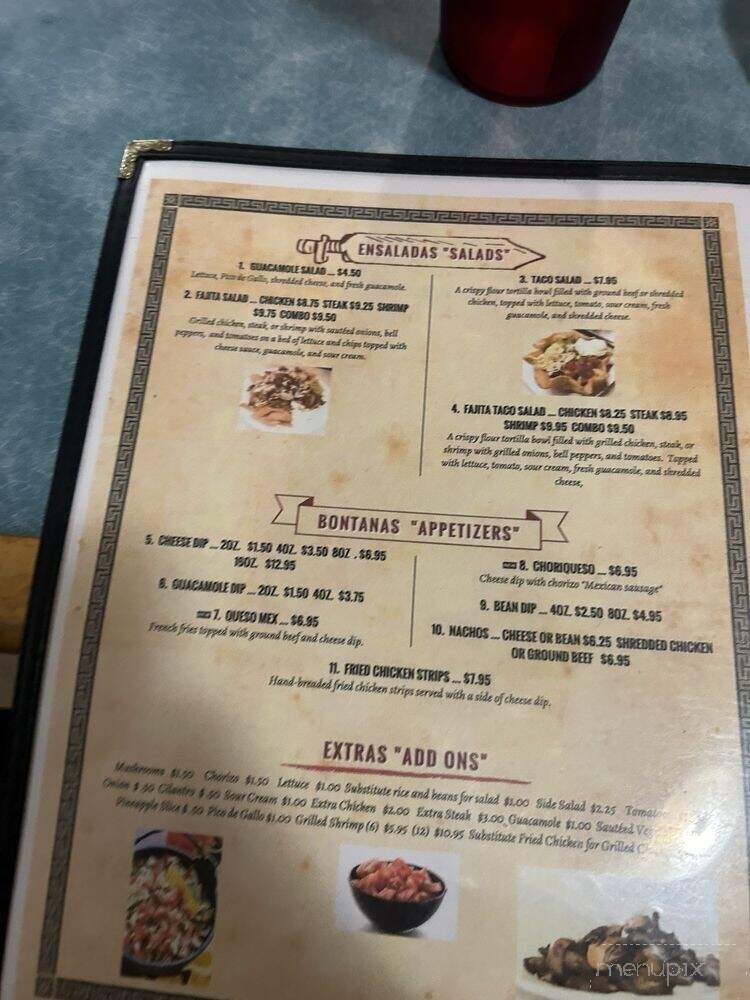 ENSALADAS "SALADS"
1. GUACAMOLE SALAD ... $4.50
Lettuce, Pico de Gallo, shredded cheese, and fresh guacamole.
2. FAJITA SALAD ... CHICKEN $8.75 STEAK $9.25 SHRIMP
$9.75 COMBO $9.50
Grilled chicken, steak, or shrimp with sautéed onions, bell
peppers, and tomatoes on a bed of lettuce and chips topped with
cheese sauce, guacamole, and sour cream.
3. TACO SALAD ... $7.95
A crispy flour tortilla bowl filled with ground beef or shredded
chicken, topped with lettuce, tomato, sour cream, fresh
guacamole, and shredded cheese.
4. FAJITA TACO SALAD ... CHICKEN $8.25 STEAK $8.95
SHRIMP $9.95 COMBO $9.50
A crispy flour tortilla bowl filled with grilled chicken, steak, or
shrimp with grilled onions, bell peppers, and tomatoes. Topped
with lettuce, tomato, sour cream, fresh guacamole, and shredded
cheese,
BONTANAS "APPETIZERS"
5. CHEESE DIP ... 2OZ. $1.50 4OZ. $3.50 8OZ . $6.95
16OZ. $12.95
6. GUACAMOLE DIP ... 2OZ. $1.50 4OZ. $3.75
7. QUESO MEX ... $6.95
French fries topped with ground beef and cheese dip.
8. CHORIQUESO ... $6.95
Cheese dip with chorizo "Mexican sausage"
9. BEAN DIP ... 4OZ. $2.50 8OZ. $4.95
10. NACHOS ... CHEESE OR BEAN $6.25 SHREDDED CHICKEN
OR GROUND BEEF $6.95
11. FRIED CHICKEN STRIPS ... $7.95
Hand-breaded fried chicken strips served with a side of cheese dip.
EXTRAS "ADD ONS"
Mushrooms $1.50 Chorizo $1.50 Lettuce $1.00 Substitute rice and beans for salad $1.00 Side Salad $2.25
Onion $.50 Cilantro $.50 Sour Cream $1.00 Extra Chicken $2.00 Extra Steak $3.00 Guacamole $1.00 Sautéed
Pineapple Slice $.50 Pico de Gallo $1.00 Grilled Shrimp (6) $5.95 (12) $10.95 Substitute Fried Chicken for Grilled
menupix